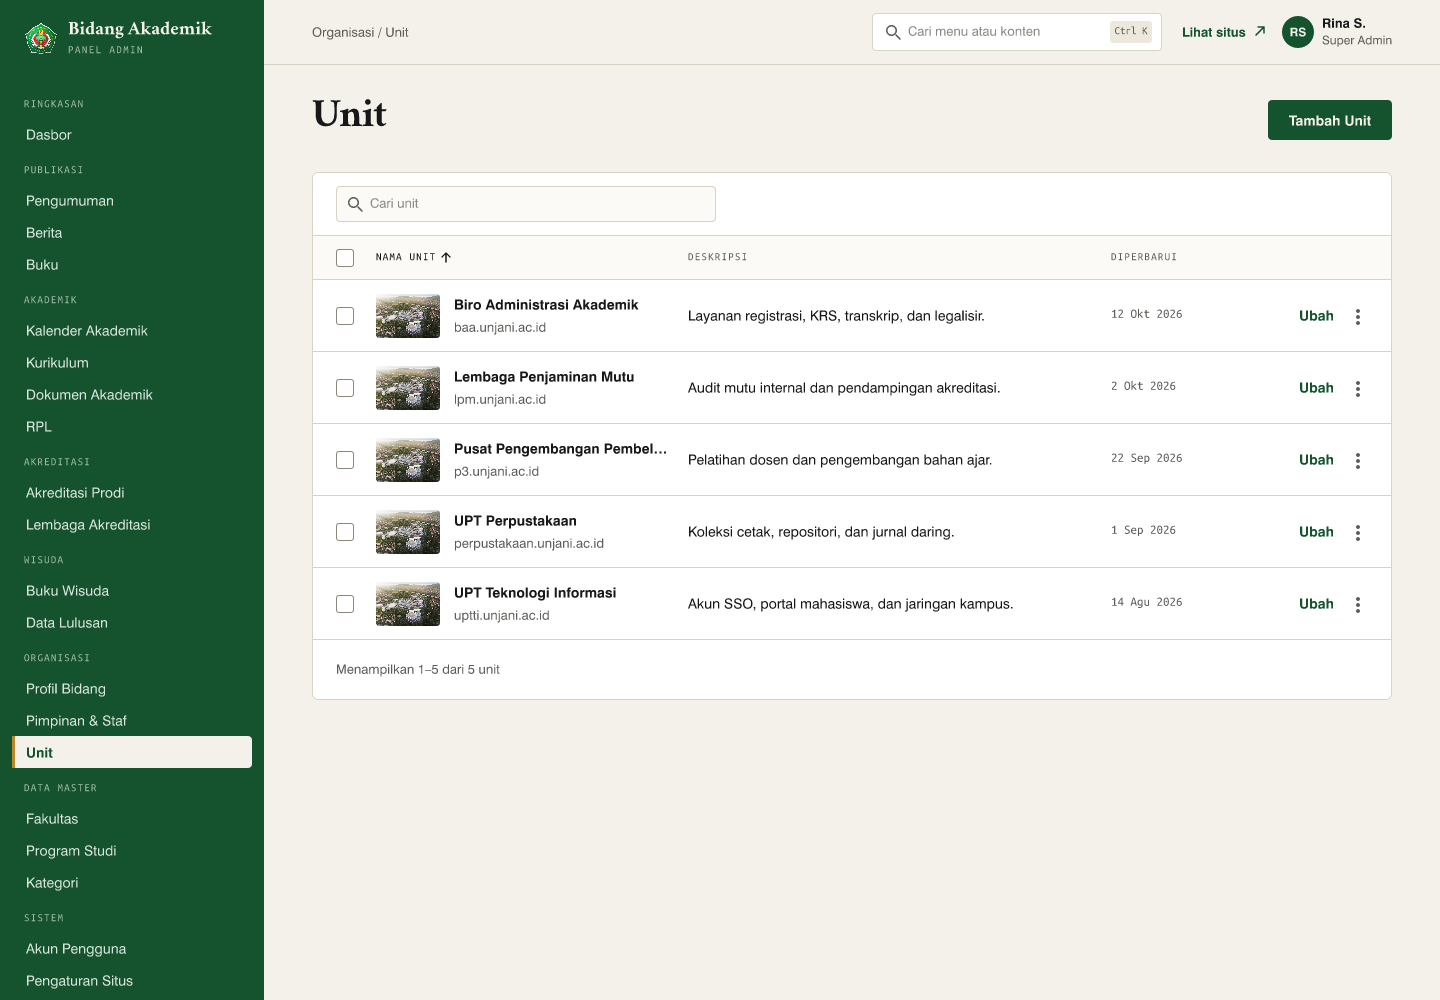 Bidang Akademik
PANEL ADMIN
RINGKASAN
Dasbor
PUBLIKASI
Pengumuman
Berita
Buku
AKADEMIK
Kalender Akademik
Kurikulum
Dokumen Akademik
RPL
AKREDITASI
Akreditasi Prodi
Lembaga Akreditasi
WISUDA
Buku Wisuda
Data Lulusan
ORGANISASI
Profil Bidang
Pimpinan & Staf
Unit
DATA MASTER
Fakultas
Program Studi
Kategori
SISTEM
Akun Pengguna
Pengaturan Situs
Organisasi / Unit
Cari menu atau konten Ctrl K
Lihat situs
RS
Rina S.
Super Admin
Unit
Tambah Unit
Cari unit
NAMA UNIT DESKRIPSI DIPERBARUI
Biro Administrasi Akademik
baa.unjani.ac.id
Layanan registrasi, KRS, transkrip, dan legalisir.
12 Okt 2026
Ubah
Lembaga Penjaminan Mutu
lpm.unjani.ac.id
Audit mutu internal dan pendampingan akreditasi.
2 Okt 2026
Ubah
Pusat Pengembangan Pembel...
p3.unjani.ac.id
Pelatihan dosen dan pengembangan bahan ajar.
22 Sep 2026
Ubah
UPT Perpustakaan
perpustakaan.unjani.ac.id
Koleksi cetak, repositori, dan jurnal daring.
1 Sep 2026
Ubah
UPT Teknologi Informasi
uptti.unjani.ac.id
Akun SSO, portal mahasiswa, dan jaringan kampus.
14 Agu 2026
Ubah
Menampilkan 1–5 dari 5 unit